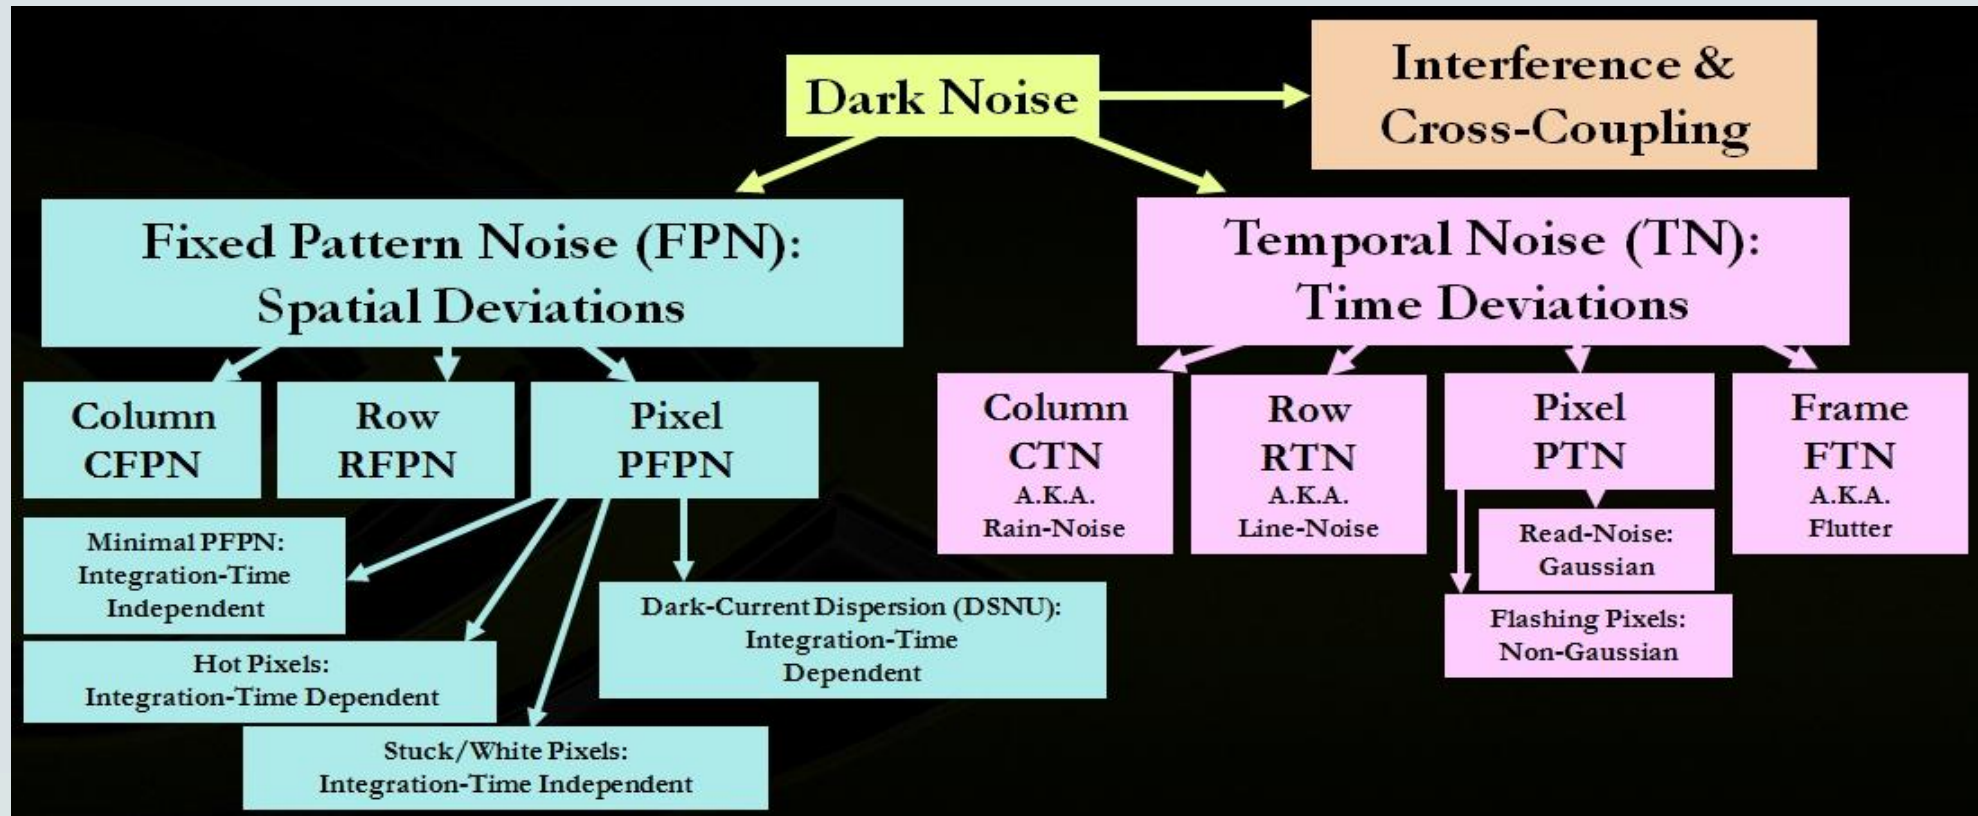 Dark Noise
Interference &
Cross-Coupling
Fixed Pattern Noise (FPN):
Spatial Deviations
Temporal Noise (TN):
Time Deviations
Column
CFPN
Row
RFPN
Pixel
PFPN
Minimal PFPN:
Integration-Time
Independent
Hot Pixels:
Integration-Time Dependent
Stuck/White Pixels:
Integration-Time Independent
Dark-Current Dispersion (DSNU):
Integration-Time
Dependent
Column
CTN
A.K.A.
Rain-Noise
Row
RTN
A.K.A.
Line-Noise
Pixel
PTN
Read-Noise:
Gaussian
Flashing Pixels:
Non-Gaussian
Frame
FTN
A.K.A.
Flutter